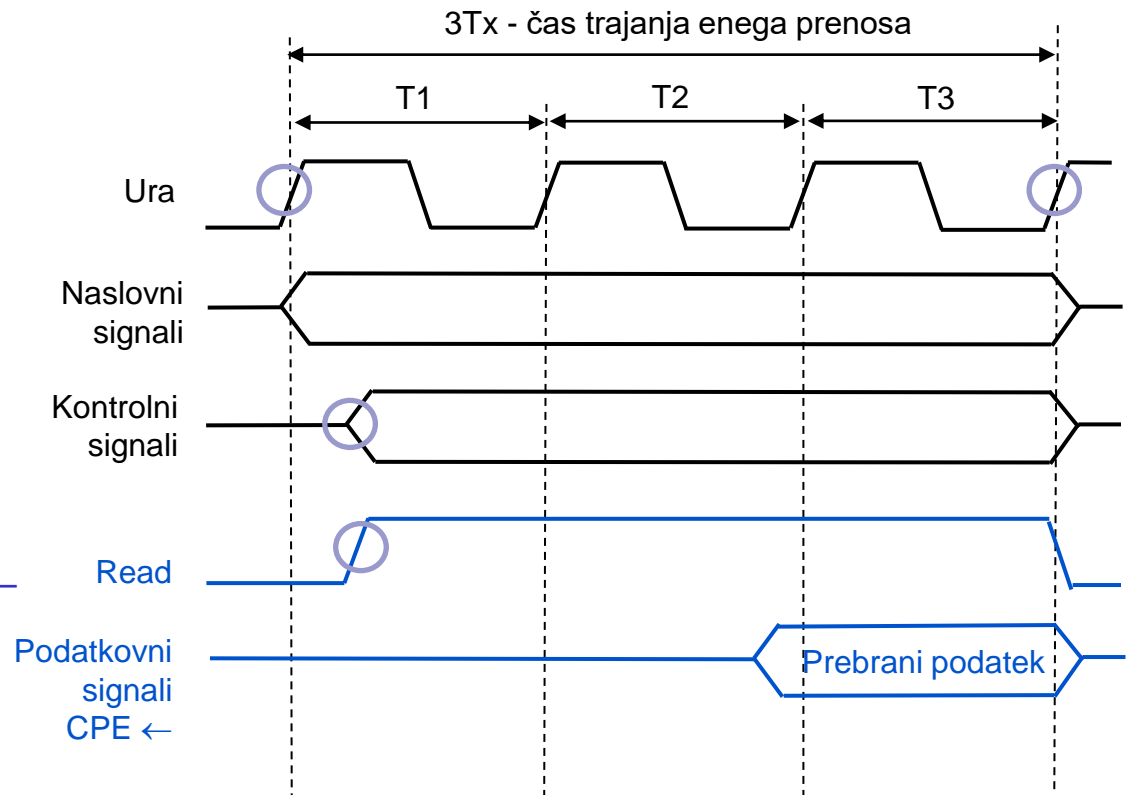 3Tx - čas trajanja enega prenosa
T1
T2
T3
Ura
Naslovni
signali
Kontrolni
signali
Read
Podatkovni
signali
CPE ←
Prebrani podatek